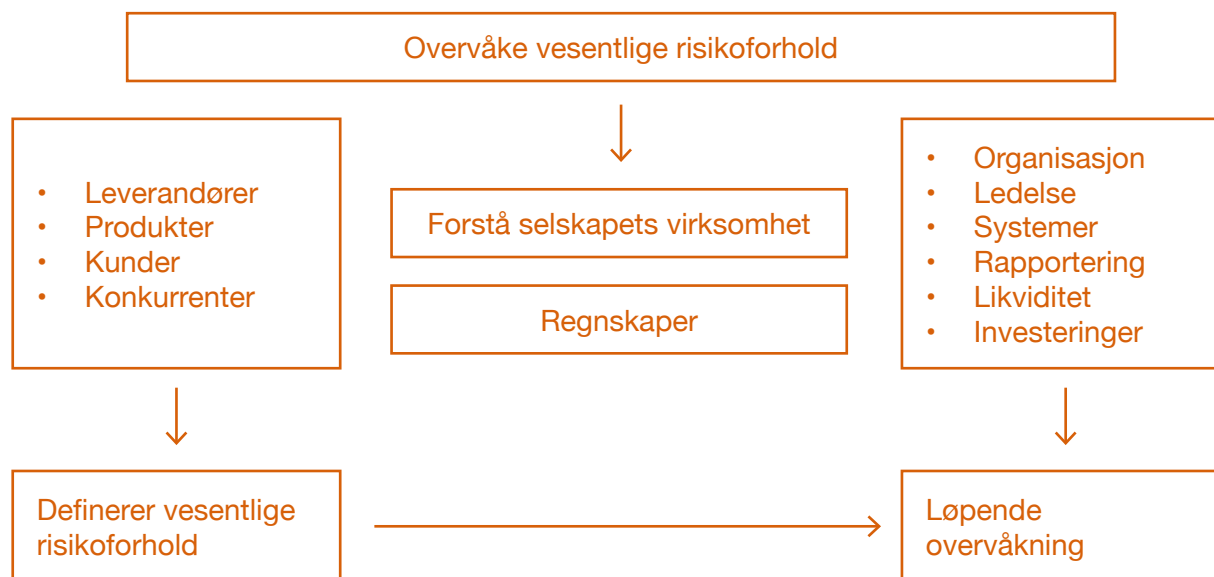 Overvåke vesentlige risikoforhold
• Leverandører
• Produkter
• Kunder
• Konkurrenter
Forstå selskapets virksomhet
Regnskaper
• Organisasjon
• Ledelse
• Systemer
• Rapportering
• Likviditet
• Investeringer
Definerer vesentlige
risikoforhold
Løpende
overvåkning